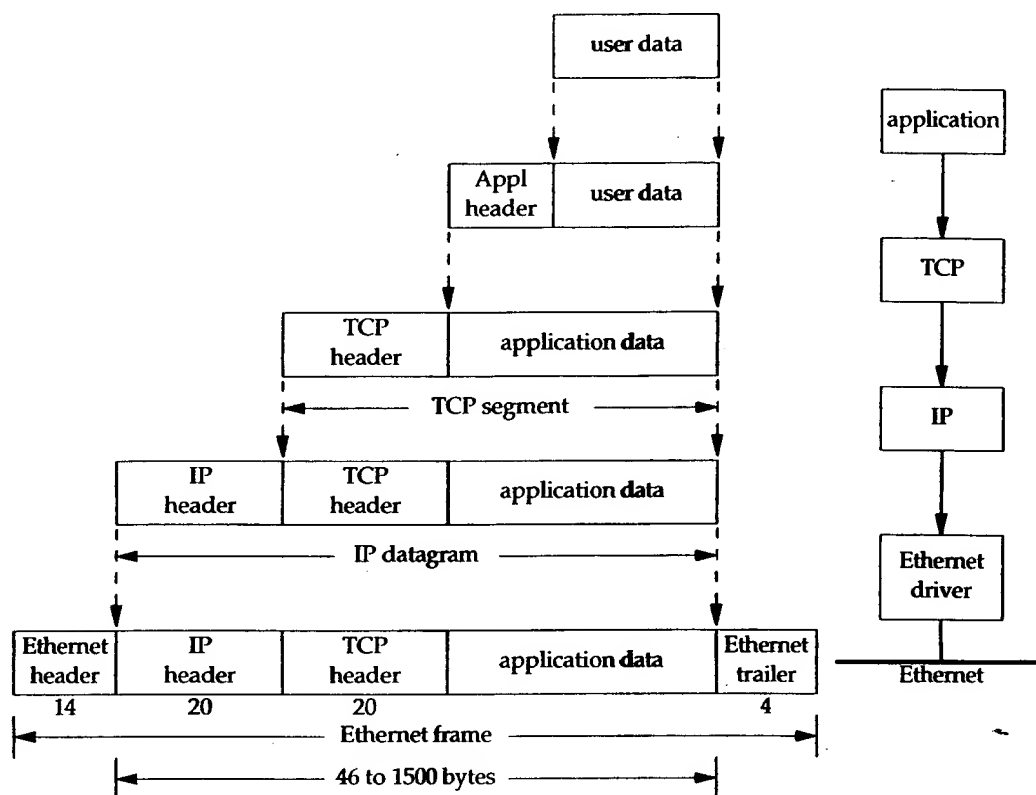 user data
application
Appl
header
user data
TCP
TCP
header
application data
TCP segment
IP
IP
header
TCP
header
application data
IP datagram
Ethernet
driver
Ethernet
header
IP
header
TCP
header
application data
Ethernet
trailer
Ethernet
14
20
20
4
Ethernet frame
46 to 1500 bytes